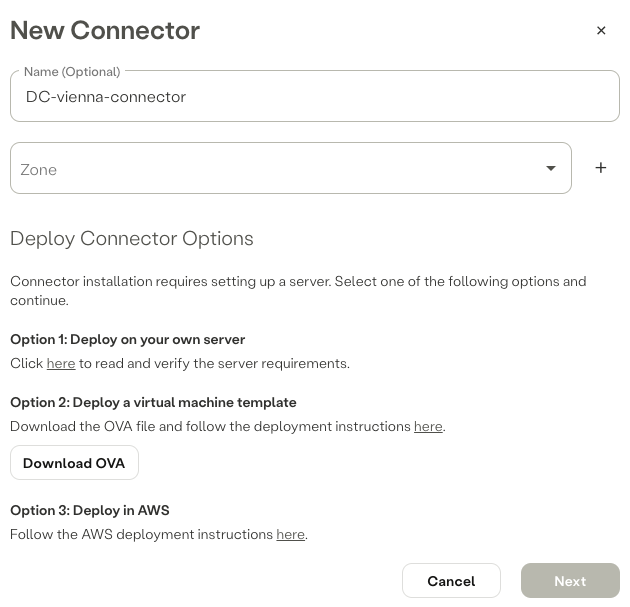 New Connector
×
Name (Optional)
DC-vienna-connector
Zone
+
Deploy Connector Options
Connector installation requires setting up a server. Select one of the following options and
continue.
Option 1: Deploy on your own server
Click here to read and verify the server requirements.
Option 2: Deploy a virtual machine template
Download the OVA file and follow the deployment instructions here.
Download OVA
Option 3: Deploy in AWS
Follow the AWS deployment instructions here.
Cancel
Next